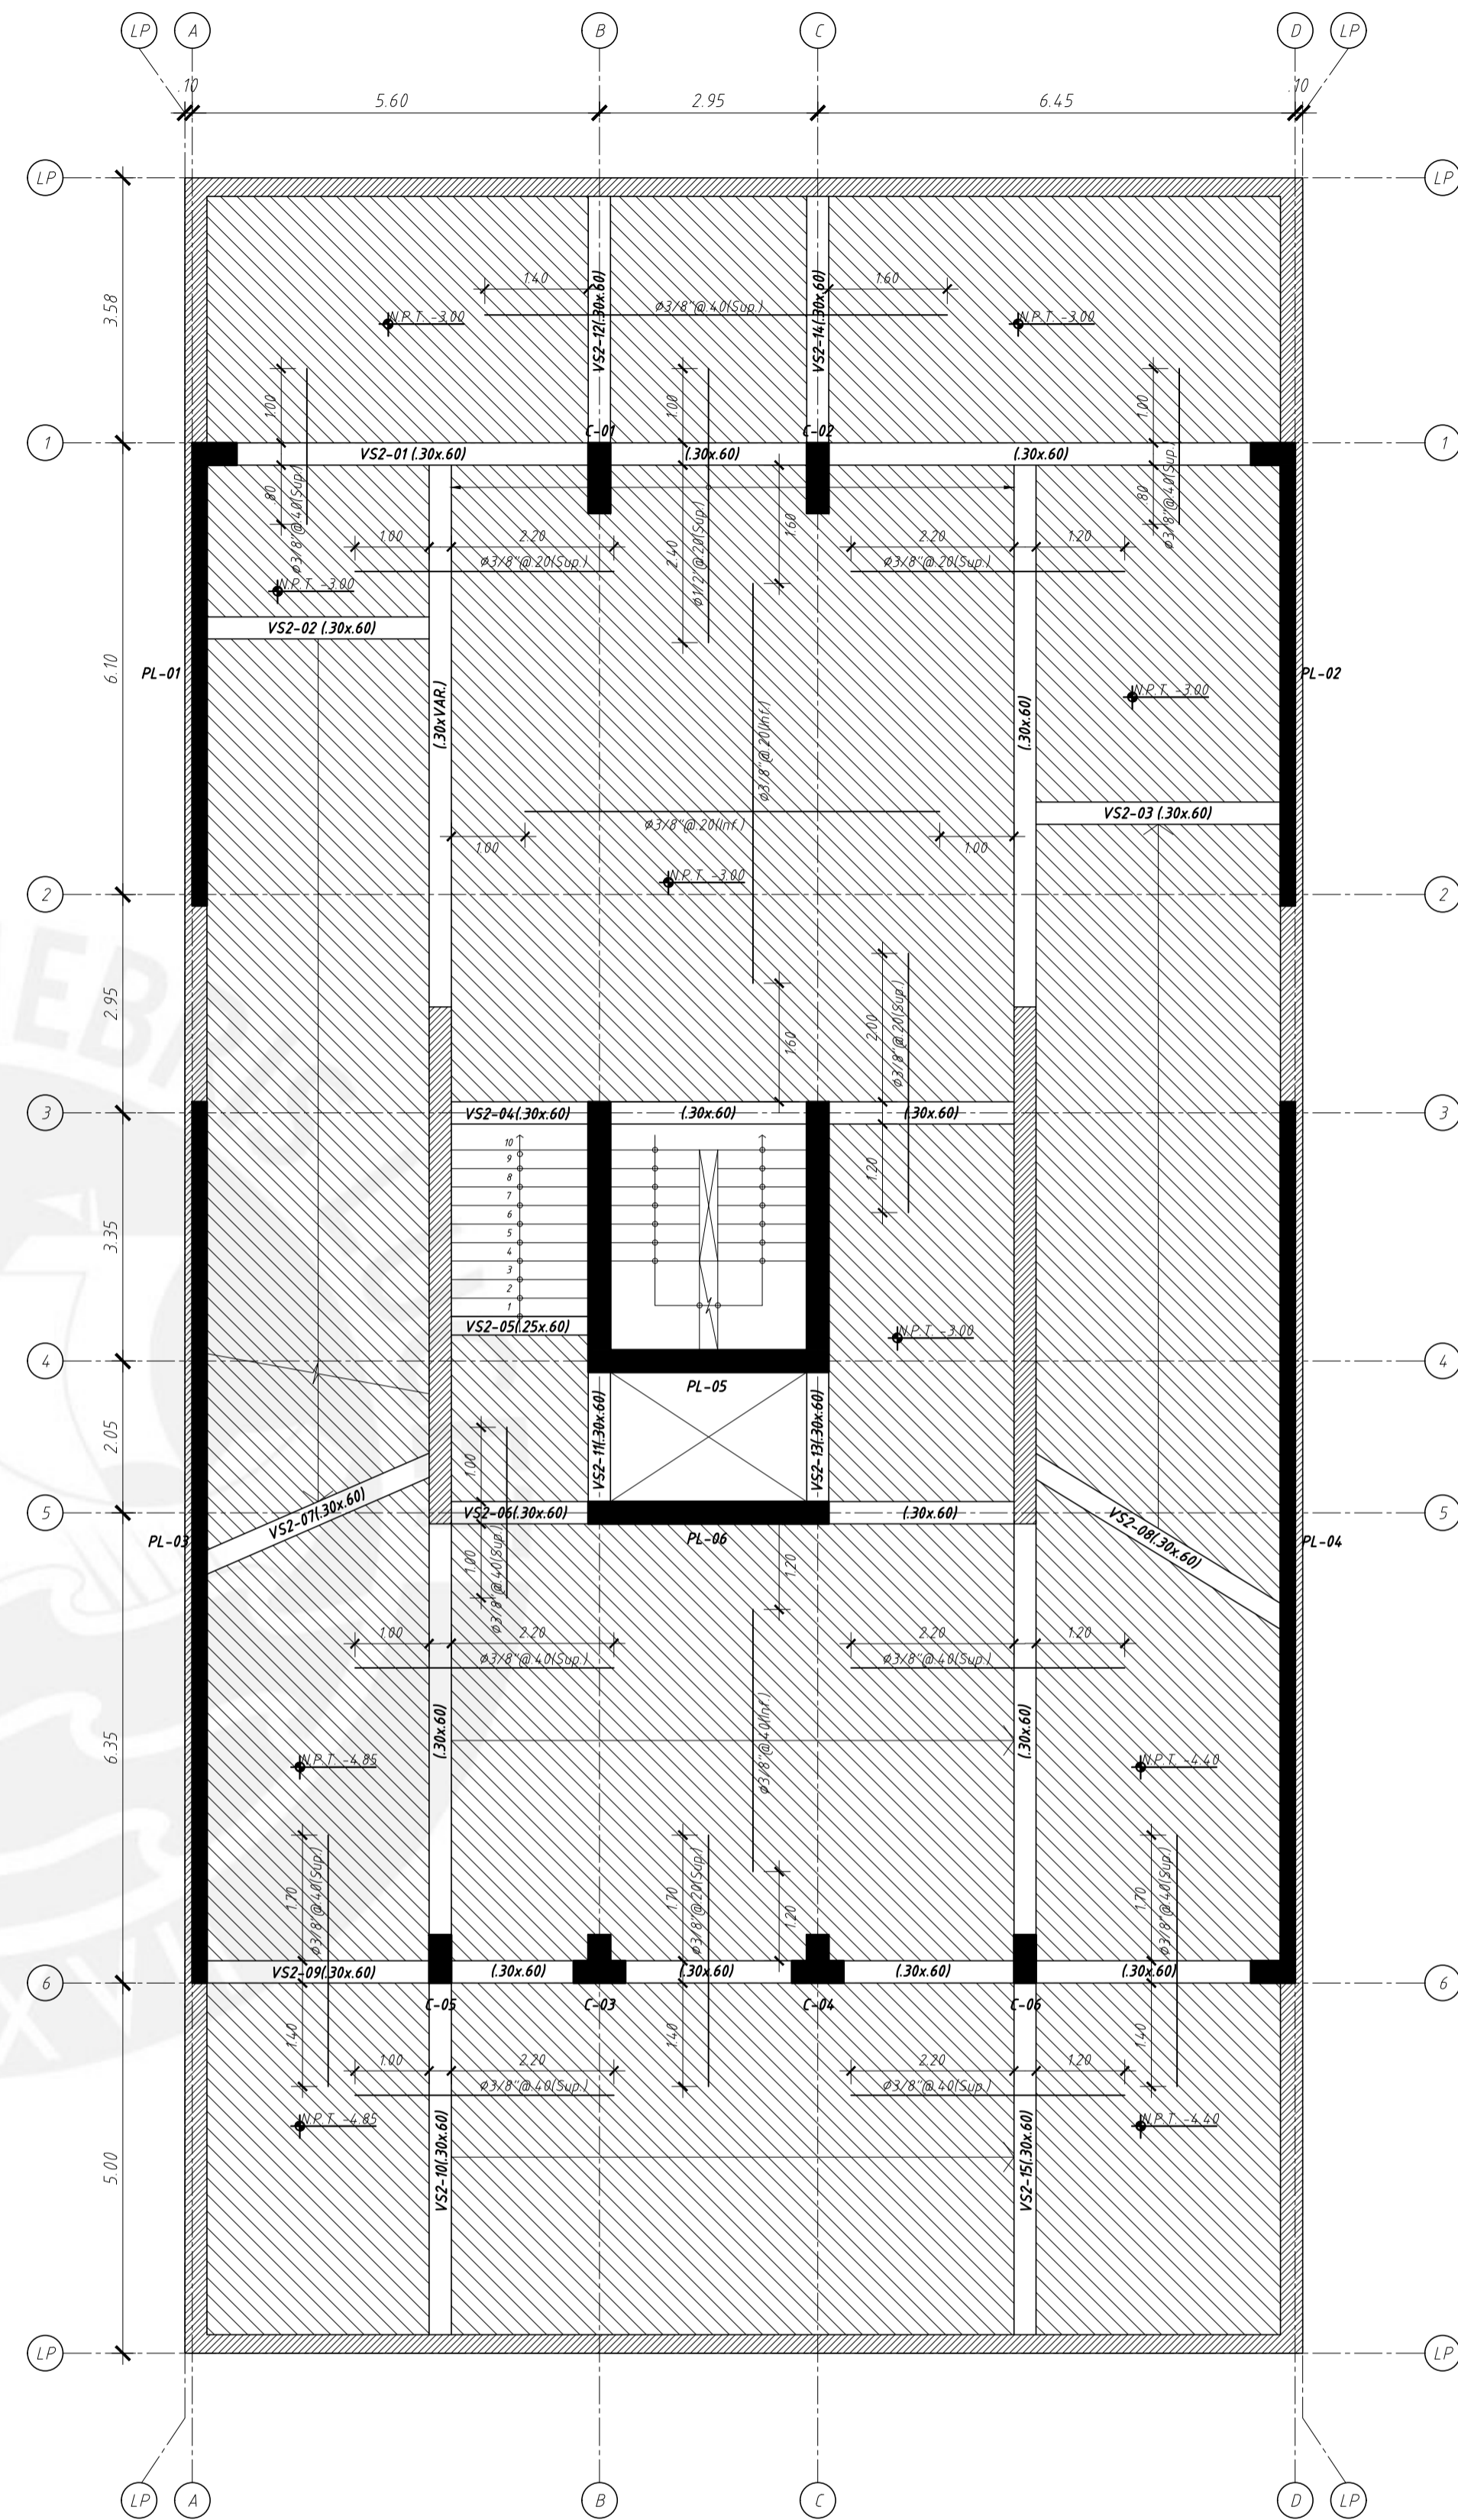 LP A B C D LP
.10 5.60 2.95 6.45 .10
LP LP
3.58
1.40 1.60
Ø3/8"@.40(Sup.)
VS2-12(.30x.60)
VS2-14(.30x.60)
N.P.T. -3.00 N.P.T. -3.00
1.00 1.00 1.00
C-01 C-02
1 VS2-01 (.30x.60) (.30x.60) (.30x.60) 1
.80 Ø3/8"@.40(Sup.)
2.40 Ø1/2"@.20(Sup.)
1.60
.80 Ø3/8"@.40(Sup.)
1.00 2.20 2.20 1.20
Ø3/8"@.20(Sup.) Ø3/8"@.20(Sup.)
N.P.T. -3.00
VS2-02 (.30x.60)
6.10
PL-01 PL-02
N.P.T. -3.00
(.30xVAR.)
(.30x.60)
Ø3/8"@.20(Inf.)
VS2-03 (.30x.60)
Ø3/8"@.20(Inf.)
1.00 1.00
N.P.T. -3.00
2 2
2.95
1.60
2.00 Ø3/8"@.20(Sup.)
3 VS2-04(.30x.60) (.30x.60) (.30x.60) 3
1.20
10
9
8
7
6
5
4
3
2
1
3.35
VS2-05(.25x.60)
N.P.T. -3.00
4 4
PL-05
2.05
VS2-11(.30x.60)
VS2-13(.30x.60)
1.00
5 VS2-06(.30x.60) (.30x.60) 5
VS2-07(.30x.60)
VS2-08(.30x.60)
PL-03 PL-06 PL-04
1.00 Ø3/8"@.40(Sup.)
1.20
1.00 2.20 2.20 1.20
Ø3/8"@.40(Sup.) Ø3/8"@.40(Sup.)
6.35
(.30x.60)
Ø3/8"@.40(Inf.)
(.30x.60)
N.P.T. -4.85 N.P.T. -4.40
1.70 Ø3/8"@.40(Sup.)
1.70 Ø3/8"@.20(Sup.)
1.20
1.70 Ø3/8"@.40(Sup.)
6 VS2-09(.30x.60) (.30x.60) (.30x.60) (.30x.60) (.30x.60) 6
C-05 C-03 C-04 C-06
1.40 1.40 1.40
1.00 2.20 2.20 1.20
Ø3/8"@.40(Sup.) Ø3/8"@.40(Sup.)
N.P.T. -4.85 N.P.T. -4.40
5.00
VS2-10(.30x.60)
VS2-15(.30x.60)
LP LP
LP A B C D LP